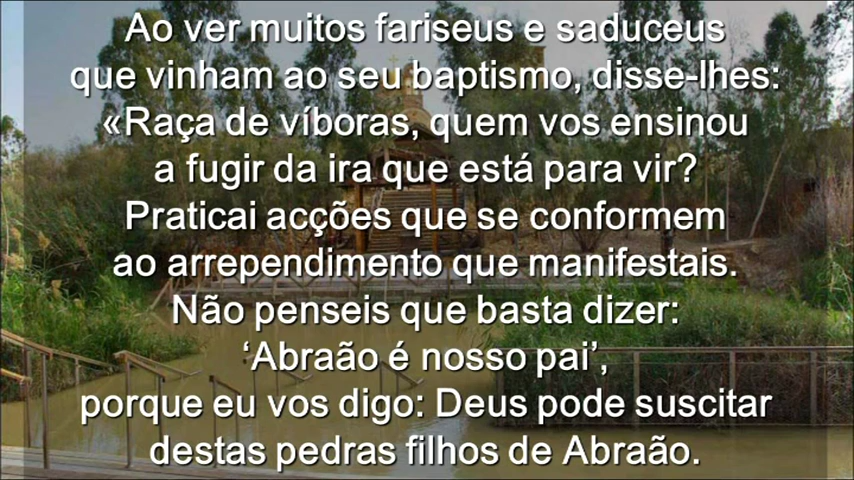 Ao ver muitos fariseus e saduceus
que vinham ao seu baptismo, disse-lhes:
«Raça de víboras, quem vos ensinou
a fugir da ira que está para vir?
Praticai acções que se conformem
ao arrependimento que manifestais.
Não penseis que basta dizer:
‘Abraão é nosso pai’,
porque eu vos digo: Deus pode suscitar
destas pedras filhos de Abraão.